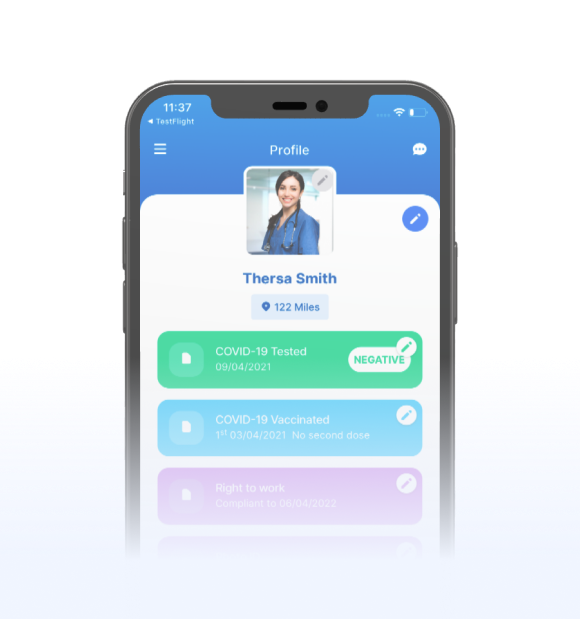 11:37
◀ TestFlight
Profile
Thersa Smith
122 Miles
COVID-19 Tested
09/04/2021
NEGATIVE
COVID-19 Vaccinated
1st 03/04/2021 No second dose
Right to work
Compliant to 08/04/2022